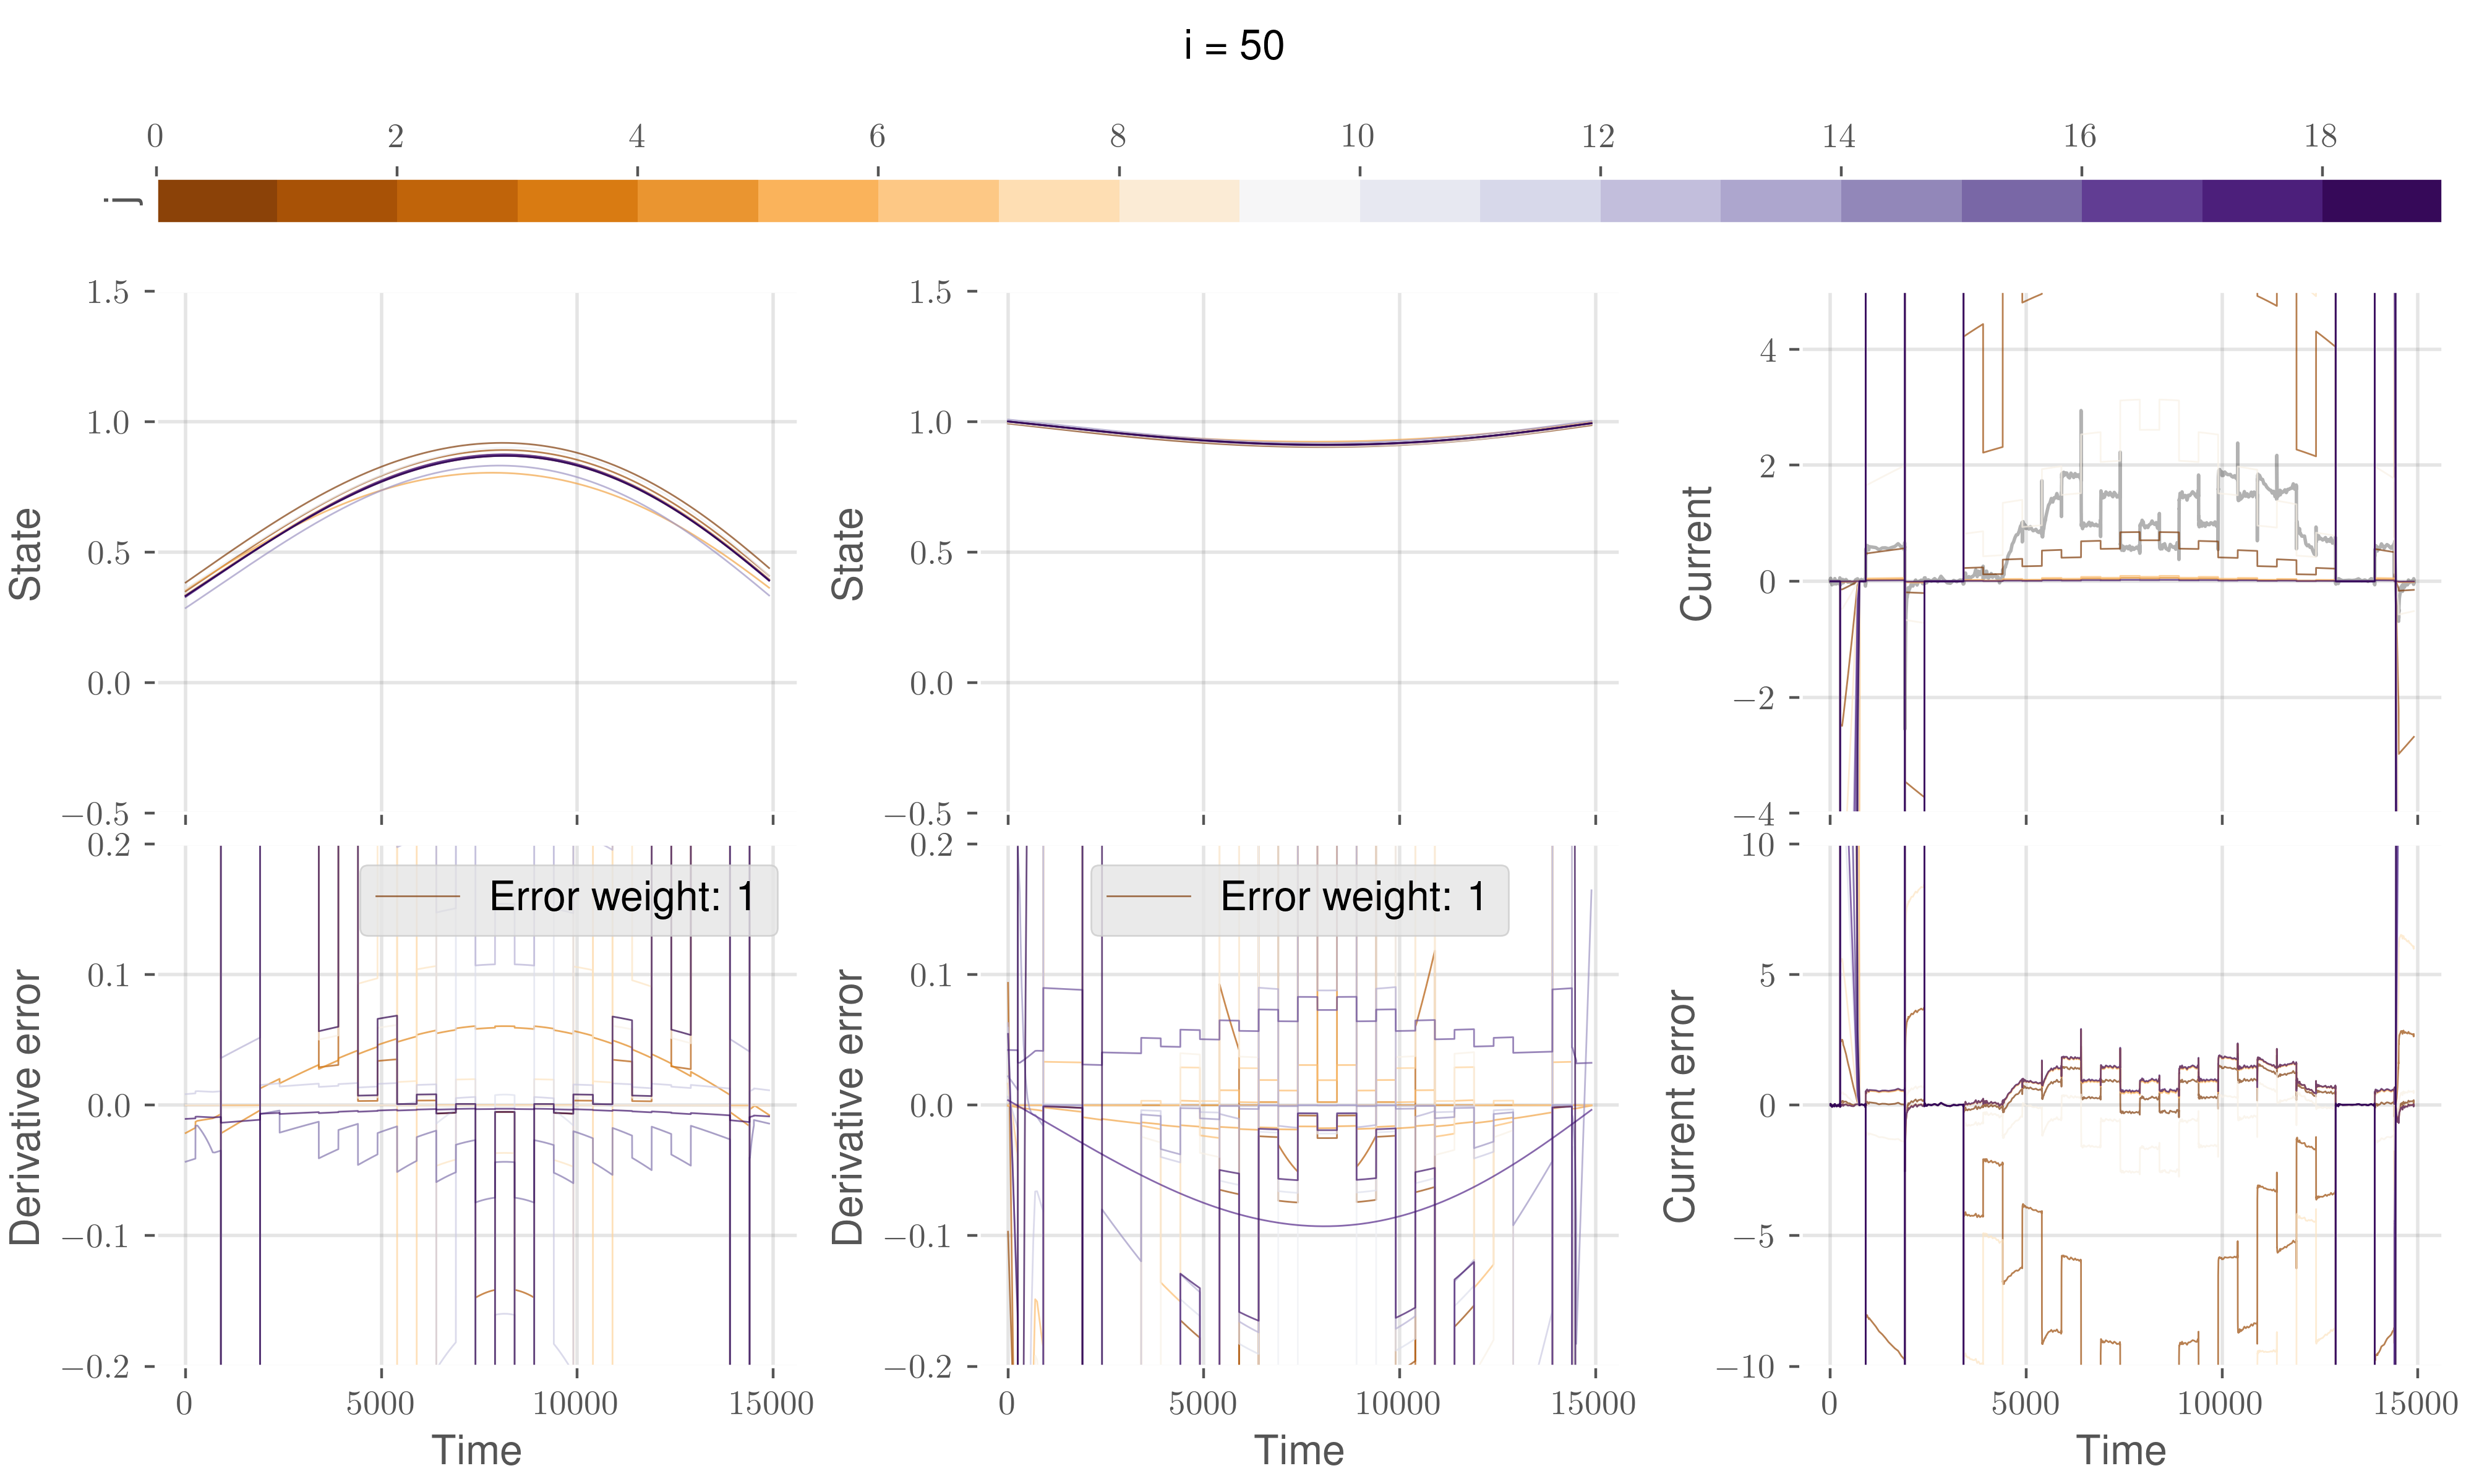 i = 50
0 2 4 6 8 10 12 14 16 18
j
1.5 1.0 0.5 0.0 −0.5
State
1.5 1.0 0.5 0.0 −0.5
State
4 2 0 −2 −4
Current
0.2 0.1 0.0 −0.1 −0.2
Derivative error
Error weight: 1
0 5000 10000 15000
Time
0.2 0.1 0.0 −0.1 −0.2
Derivative error
Error weight: 1
0 5000 10000 15000
Time
10 5 0 −5 −10
Current error
0 5000 10000 15000
Time